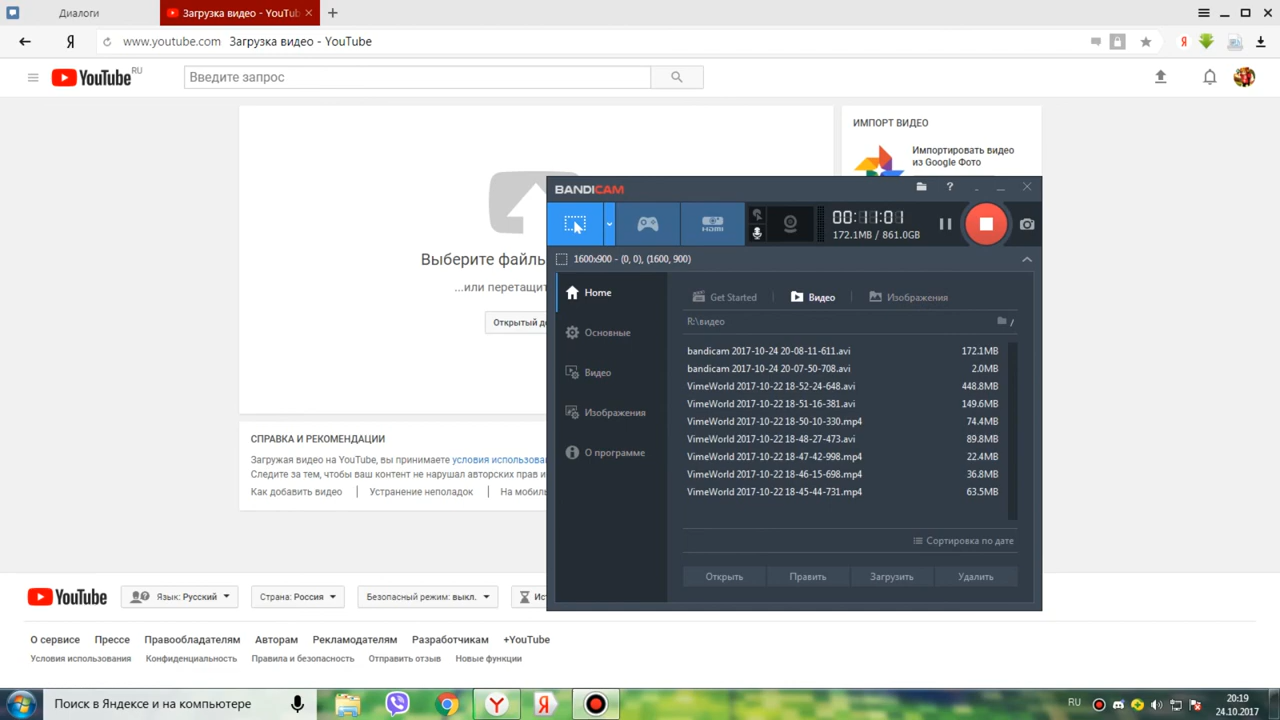 Диалоги
Загрузка видео - YouTub
www.youtube.com Загрузка видео - YouTube
YouTube RU
Введите запрос
ИМПОРТ ВИДЕО
Импортировать видео
из Google Фото
Выберите файлы
...или перетащит
Открытый до
BANDICAM
HDMI
00:11:01
172.1MB / 861.0GB
1600x900 - (0, 0), (1600, 900)
Home
Основные
Видео
Изображения
О программе
Get Started
Видео
Изображения
R:\видео
/
bandicam 2017-10-24 20-08-11-611.avi 172.1MB
bandicam 2017-10-24 20-07-50-708.avi 2.0MB
VimeWorld 2017-10-22 18-52-24-648.avi 448.8MB
VimeWorld 2017-10-22 18-51-16-381.avi 149.6MB
VimeWorld 2017-10-22 18-50-10-330.mp4 74.4MB
VimeWorld 2017-10-22 18-48-27-473.avi 89.8MB
VimeWorld 2017-10-22 18-47-42-998.mp4 22.4MB
VimeWorld 2017-10-22 18-46-15-698.mp4 36.8MB
VimeWorld 2017-10-22 18-45-44-731.mp4 63.5MB
Сортировка по дате
Открыть Править Загрузить Удалить
СПРАВКА И РЕКОМЕНДАЦИИ
Загружая видео на YouTube, вы принимаете условия использован
Следите за тем, чтобы ваш контент не нарушал авторских прав и
Как добавить видео Устранение неполадок На мобиль
YouTube
Язык: Русский
Страна: Россия
Безопасный режим: выкл.
Ист
О сервисе Прессе Правообладателям Авторам Рекламодателям Разработчикам +YouTube
Условия использования Конфиденциальность Правила и безопасность Отправить отзыв Новые функции
Поиск в Яндексе и на компьютере
RU
20:19
24.10.2017